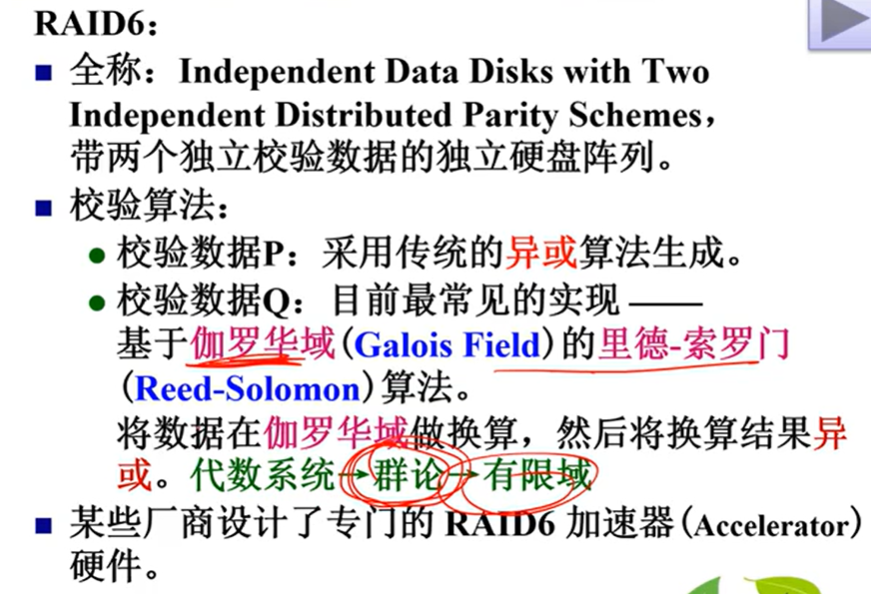 RAID6：
全称：Independent Data Disks with Two
Independent Distributed Parity Schemes，
带两个独立校验数据的独立硬盘阵列。
校验算法：
校验数据P：采用传统的异或算法生成。
校验数据Q：目前最常见的实现 ——
基于伽罗华域(Galois Field)的里德-索罗门
(Reed-Solomon)算法。
将数据在伽罗华域做换算，然后将换算结果异
或。代数系统→群论→有限域
某些厂商设计了专门的 RAID6 加速器(Accelerator)
硬件。